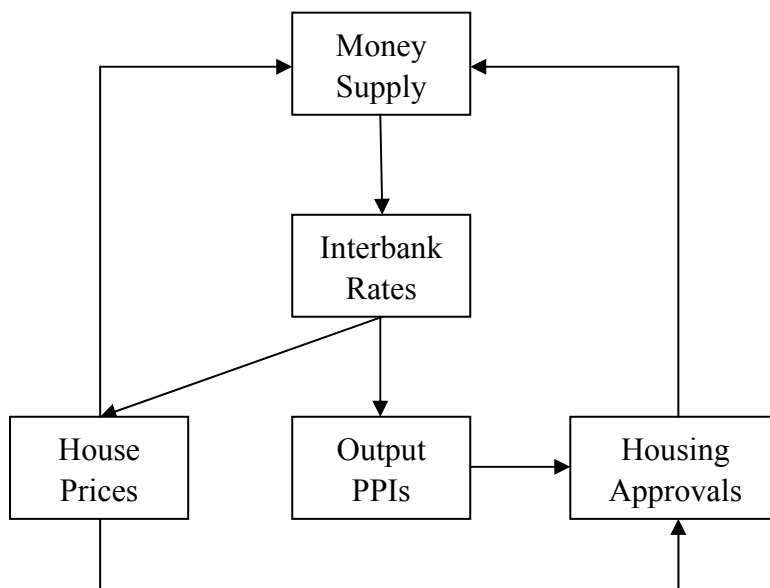 Money
Supply
Interbank
Rates
House
Prices
Output
PPIs
Housing
Approvals